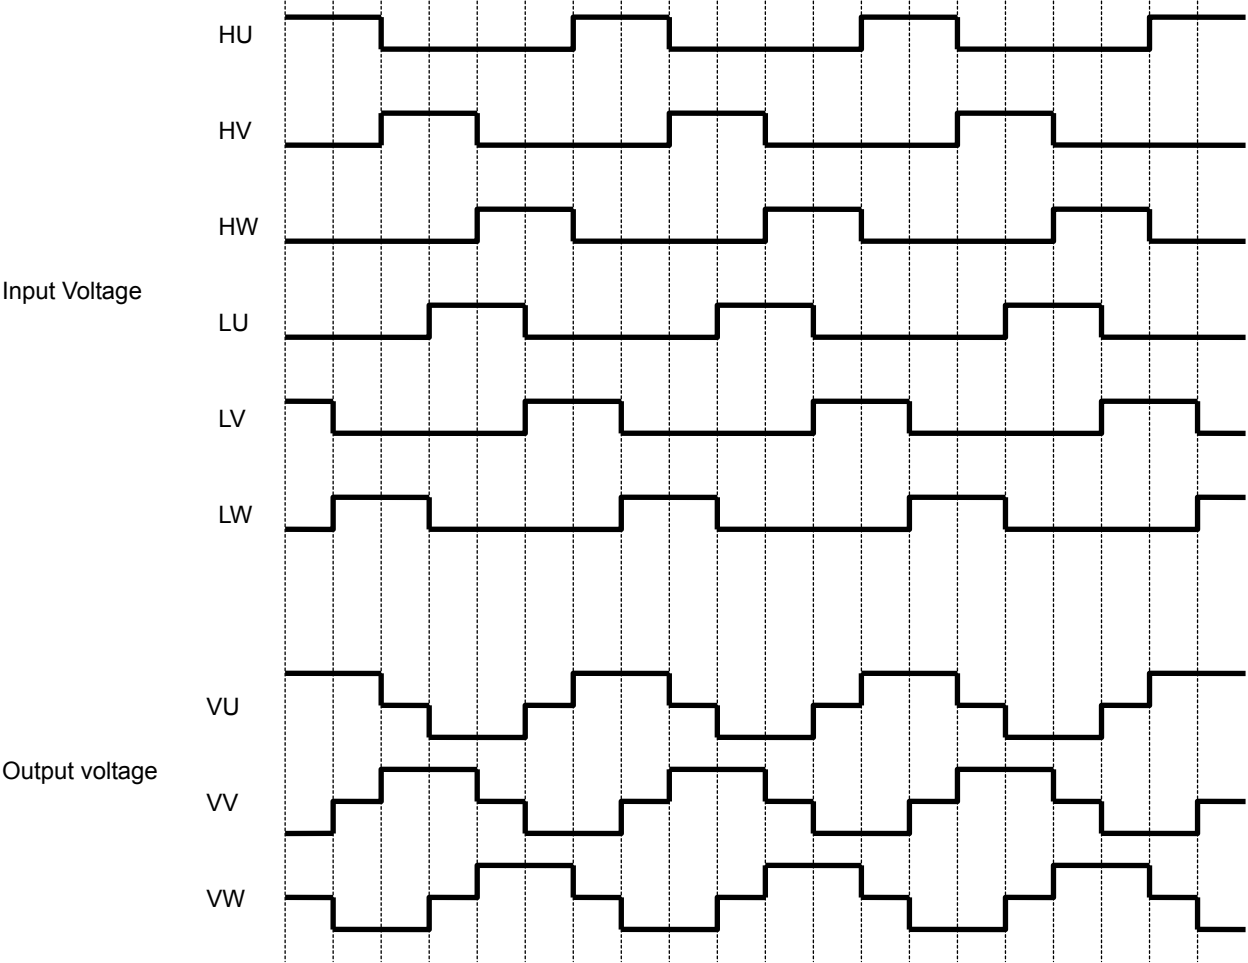 HU
HV
HW
Input Voltage
LU
LV
LW
VU
Output voltage
VV
VW